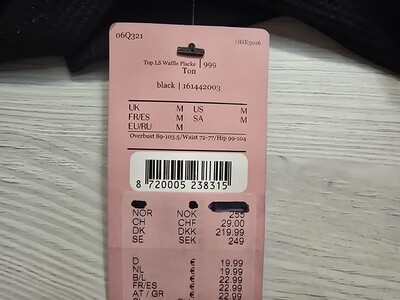 06Q321
OHK5916
Top LS Waffle Placke | 999
Ton
black | 161442003
UK M US M
FR/ES M SA M
EU/RU M
Overbust 89-103.5/Waist 72-77/Hip 99-104
8 720005 238315
NOR NOK 255
CH CHF 29.00
DK DKK 219.99
SE SEK 249
D € 19.99
NL € 19.99
B/L € 22.99
FR/ES € 22.99
AT / GR € 22.99